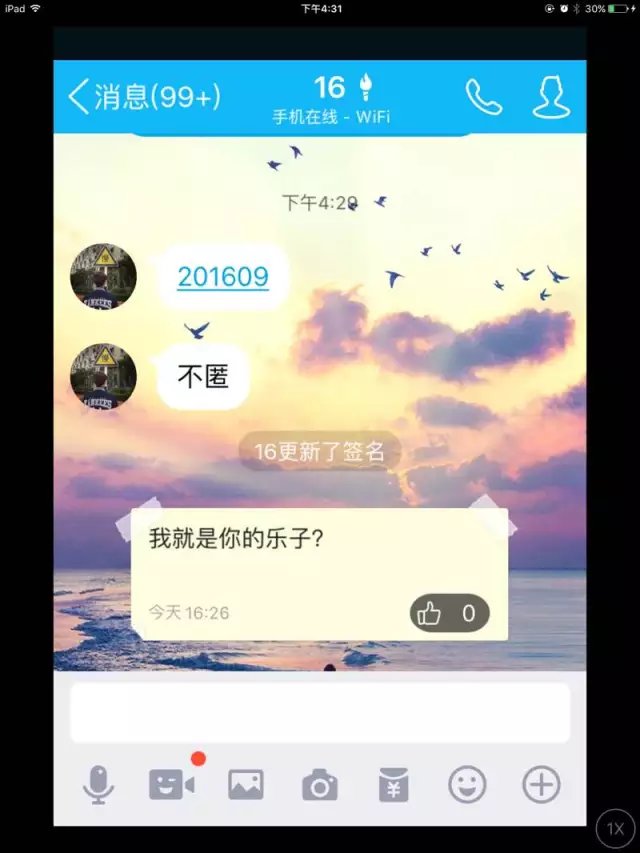 iPad
下午4:31
30%
消息(99+)
16
手机在线 - WiFi
下午4:29
201609
不匿
16更新了签名
我就是你的乐子?
今天 16:26
0
1X